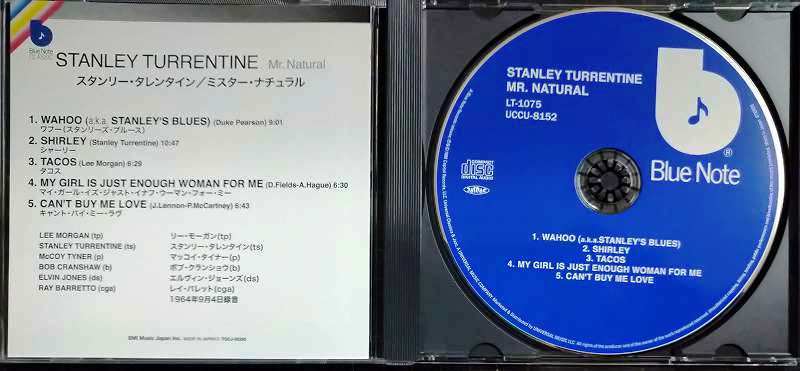 Blue Note
CLASSIC
STANLEY TURRENTINE Mr. Natural
スタンリー・タレンタイン/ミスター・ナチュラル
1. WAHOO (a.k.a. STANLEY'S BLUES) (Duke Pearson) 9:01
ワフー(スタンリーズ・ブルース)
2. SHIRLEY (Stanley Turrentine) 10:47
シャーリー
3. TACOS (Lee Morgan) 6:29
タコス
4. MY GIRL IS JUST ENOUGH WOMAN FOR ME (D.Fields-A.Hague) 6:30
マイ・ガール・イズ・ジャスト・イナフ・ウーマン・フォー・ミー
5. CAN'T BUY ME LOVE (J.Lennon-P.McCartney) 6:43
キャント・バイ・ミー・ラヴ
LEE MORGAN (tp) リー・モーガン(tp)
STANLEY TURRENTINE (ts) スタンリー・タレンタイン(ts)
McCOY TYNER (p) マッコイ・タイナー(p)
BOB CRANSHAW (b) ボブ・クランショウ(b)
ELVIN JONES (ds) エルヴィン・ジョーンズ(ds)
RAY BARRETTO (cga) レイ・バレット(cga)
1964年9月4日録音
EMI Music Japan Inc. MADE IN JAPAN
STANLEY TURRENTINE
MR. NATURAL
LT-1075
UCCU-8152
®
Blue Note
COMPACT
disc
DIGITAL AUDIO
JASRAC
1. WAHOO (a.k.a.STANLEY'S BLUES)
2. SHIRLEY
3. TACOS
4. MY GIRL IS JUST ENOUGH WOMAN FOR ME
5. CAN'T BUY ME LOVE